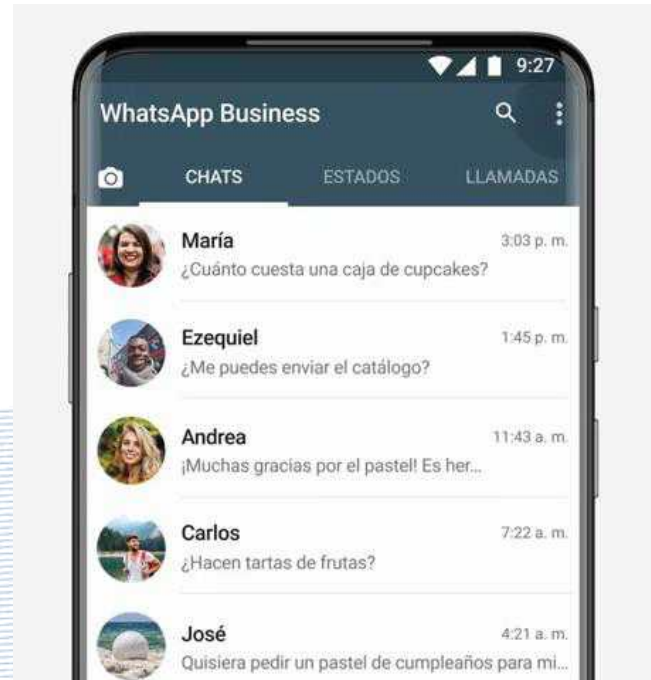 9:27
WhatsApp Business
CHATS ESTADOS LLAMADAS
María 3:03 p. m.
¿Cuánto cuesta una caja de cupcakes?
Ezequiel 1:45 p. m.
¿Me puedes enviar el catálogo?
Andrea 11:43 a. m.
¡Muchas gracias por el pastel! Es her...
Carlos 7:22 a. m.
¿Hacen tartas de frutas?
José 4:21 a. m.
Quisiera pedir un pastel de cumpleaños para mi...